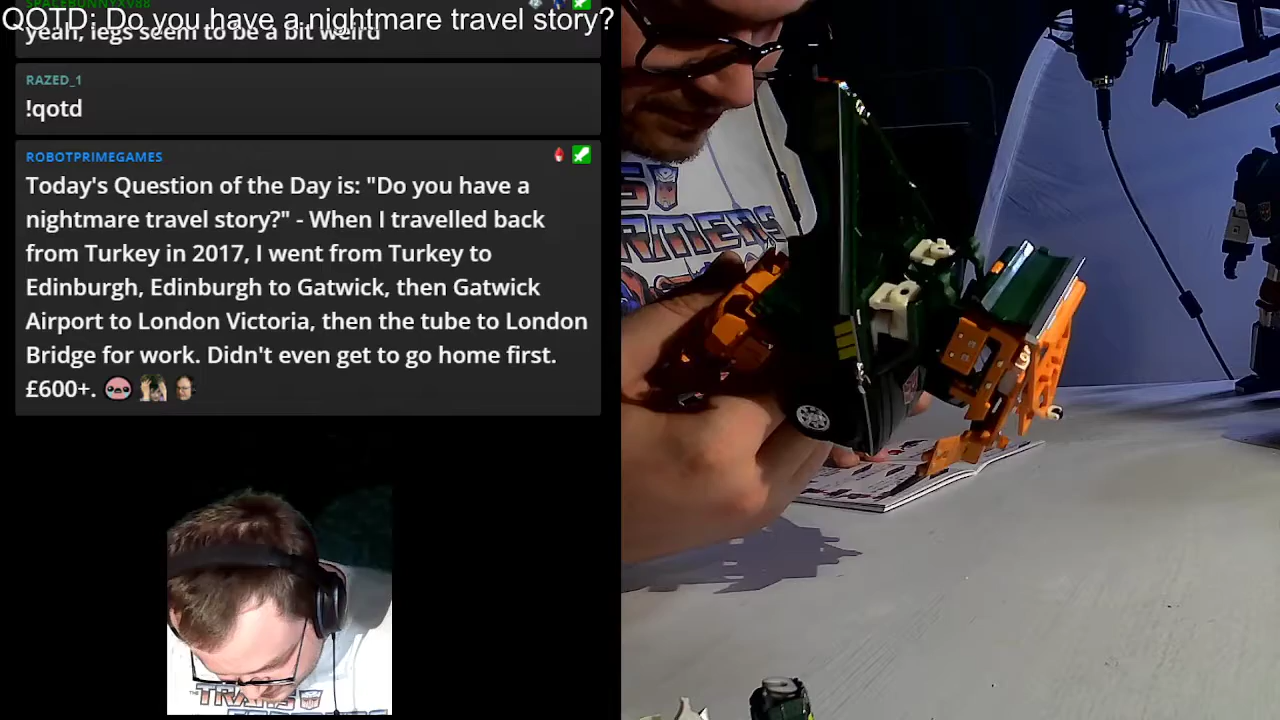 SPACEBUNNYXV88
QOTD: Do you have a nightmare travel story?
yeah, legs seem to be a bit weird
RAZED_1
!qotd
ROBOTPRIMEGAMES
Today's Question of the Day is: "Do you have a
nightmare travel story?" - When I travelled back
from Turkey in 2017, I went from Turkey to
Edinburgh, Edinburgh to Gatwick, then Gatwick
Airport to London Victoria, then the tube to London
Bridge for work. Didn't even get to go home first.
£600+.